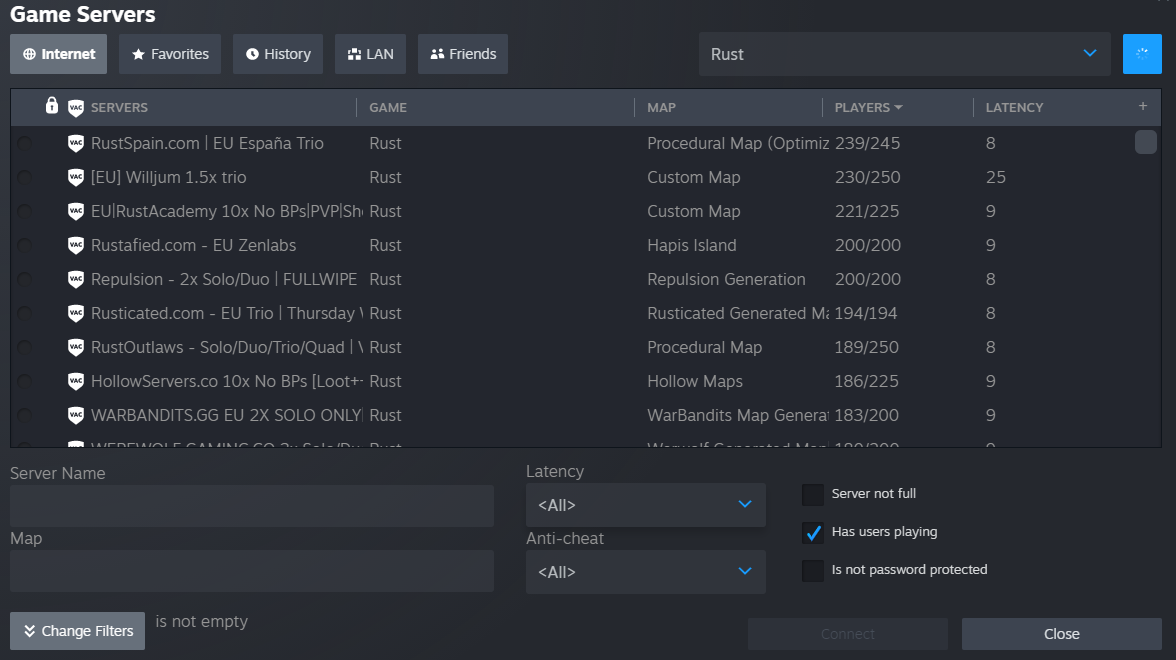 Game Servers
Internet Favorites History LAN Friends Rust
VAC SERVERS GAME MAP PLAYERS LATENCY +
VAC RustSpain.com | EU España Trio Rust Procedural Map (Optimiz 239/245 8
VAC [EU] Willjum 1.5x trio Rust Custom Map 230/250 25
VAC EU|RustAcademy 10x No BPs|PVP|Sh Rust Custom Map 221/225 9
VAC Rustafied.com - EU Zenlabs Rust Hapis Island 200/200 9
VAC Repulsion - 2x Solo/Duo | FULLWIPE Rust Repulsion Generation 200/200 8
VAC Rusticated.com - EU Trio | Thursday Rust Rusticated Generated Ma 194/194 8
VAC RustOutlaws - Solo/Duo/Trio/Quad | Rust Procedural Map 189/250 8
VAC HollowServers.co 10x No BPs [Loot+ Rust Hollow Maps 186/225 9
VAC WARBANDITS.GG EU 2X SOLO ONLY| Rust WarBandits Map Genera 183/200 9
Server Name
Map
Latency
<All>
Anti-cheat
<All>
Server not full
Has users playing
Is not password protected
Change Filters is not empty
Connect Close